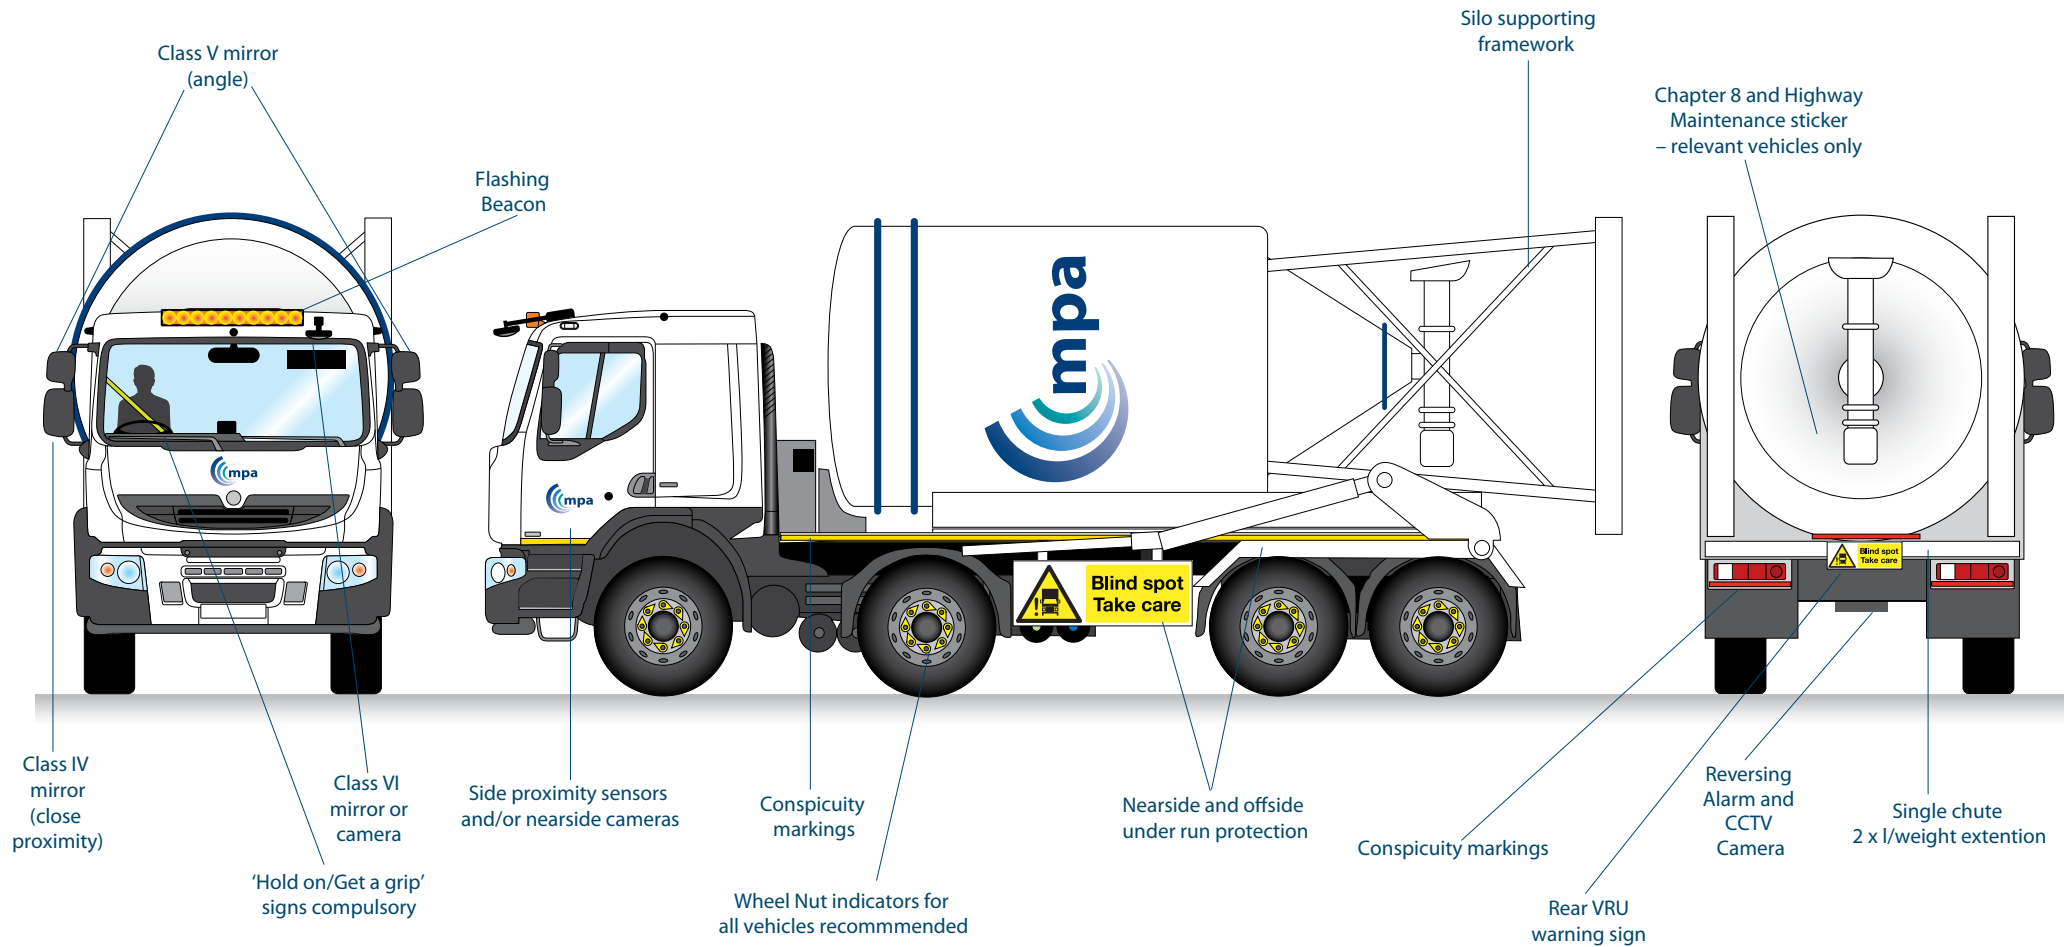 Silo supporting
framework
Class V mirror
(angle)
Chapter 8 and Highway
Maintenance sticker
– relevant vehicles only
Flashing
Beacon
mpa
mpa
mpa
Blind spot
Take care
Blind spot
Take care
Class IV
mirror
(close
proximity)
Class VI
mirror or
camera
‘Hold on/Get a grip’
signs compulsory
Side proximity sensors
and/or nearside cameras
Conspicuity
markings
Wheel Nut indicators for
all vehicles recommmended
Nearside and offside
under run protection
Conspicuity markings
Rear VRU
warning sign
Reversing
Alarm and
CCTV
Camera
Single chute
2 x l/weight extention